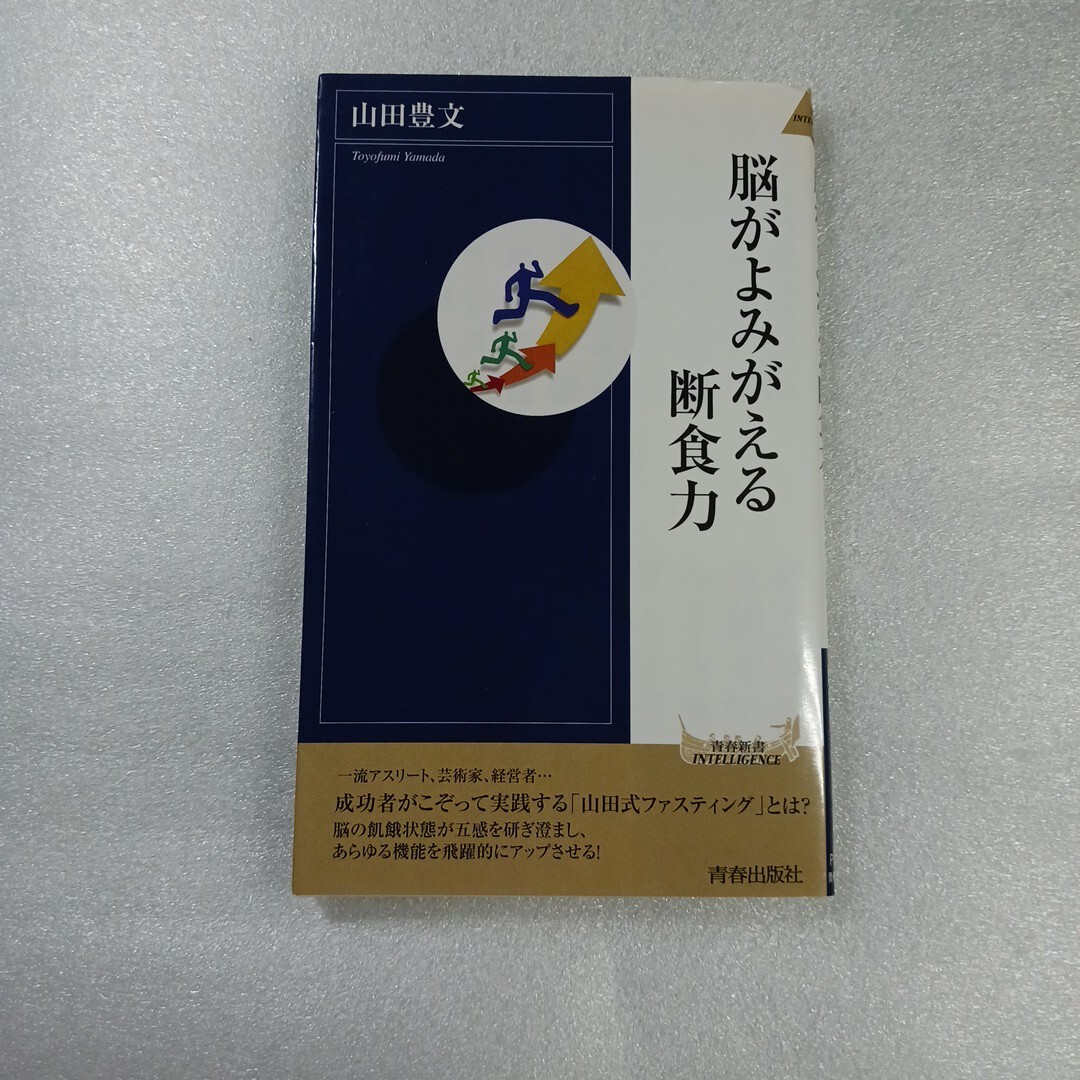 山田豊文
Toyofumi Yamada
脳がよみがえる
断食力
青春新書
INTELLIGENCE
一流アスリート、芸術家、経営者…
成功者がこぞって実践する「山田式ファスティング」とは?
脳の飢餓状態が五感を研ぎ澄まし、
あらゆる機能を飛躍的にアップさせる!
青春出版社